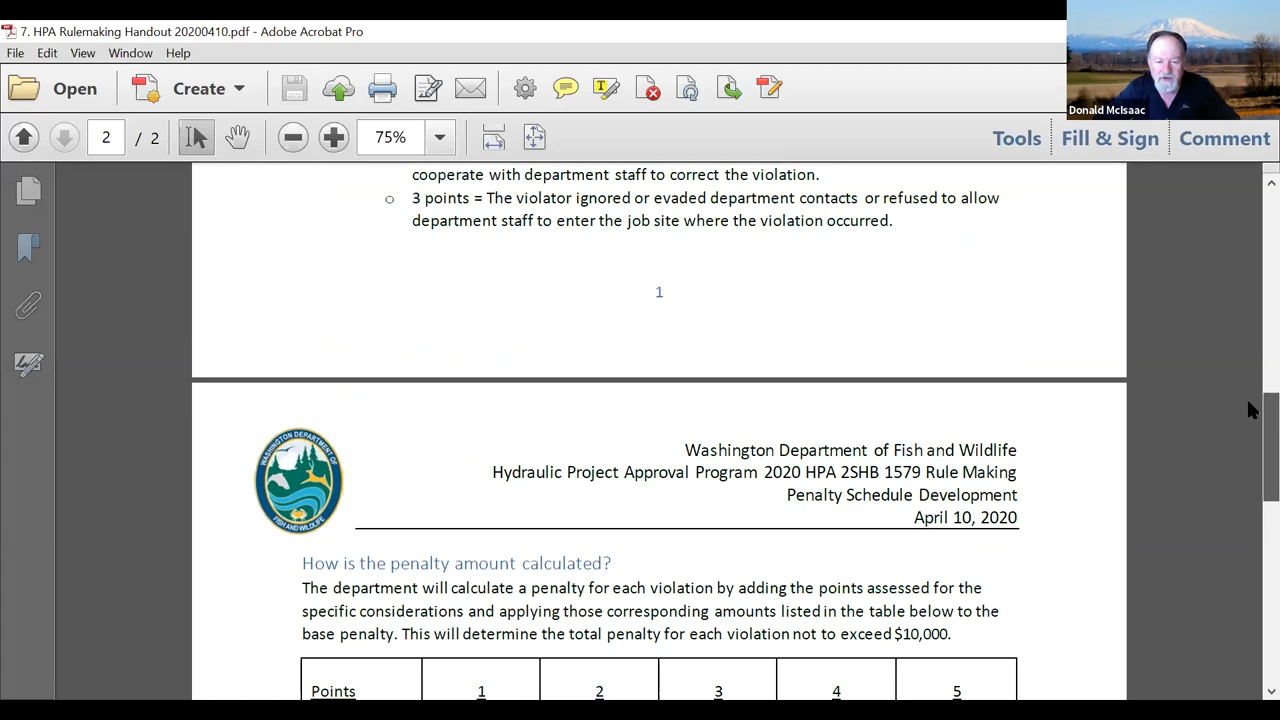 7. HPA Rulemaking Handout 20200410.pdf - Adobe Acrobat Pro
File Edit View Window Help
Open Create
2 / 2 75% Tools Fill & Sign Comment
Donald McIsaac
cooperate with department staff to correct the violation.
o 3 points = The violator ignored or evaded department contacts or refused to allow
department staff to enter the job site where the violation occurred.
1
WASHINGTON DEPARTMENT OF
FISH AND WILDLIFE
Washington Department of Fish and Wildlife
Hydraulic Project Approval Program 2020 HPA 2SHB 1579 Rule Making
Penalty Schedule Development
April 10, 2020
How is the penalty amount calculated?
The department will calculate a penalty for each violation by adding the points assessed for the
specific considerations and applying those corresponding amounts listed in the table below to the
base penalty. This will determine the total penalty for each violation not to exceed $10,000.
Points 1 2 3 4 5